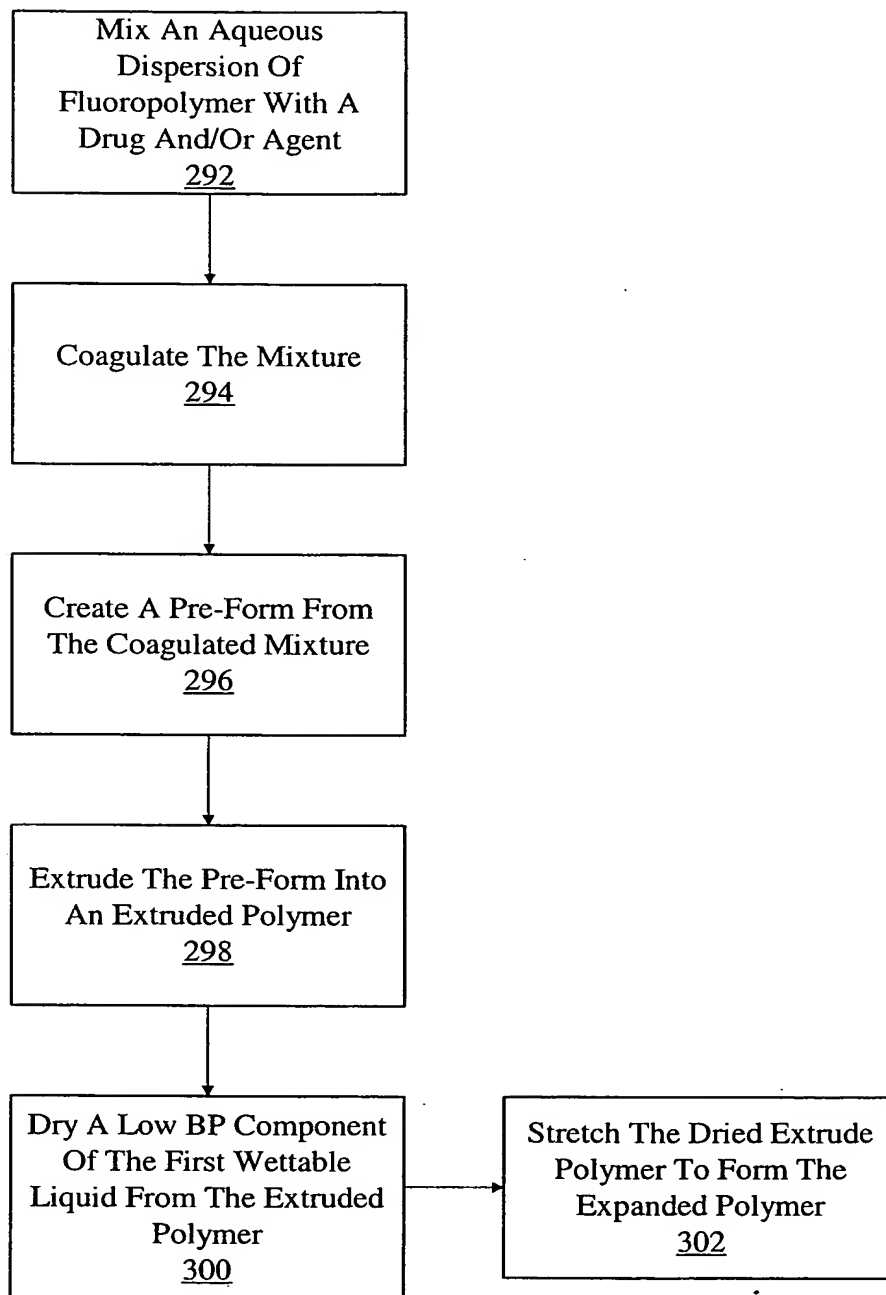 Mix An Aqueous
Dispersion Of
Fluoropolymer With A
Drug And/Or Agent
292
Coagulate The Mixture
294
Create A Pre-Form From
The Coagulated Mixture
296
Extrude The Pre-Form Into
An Extruded Polymer
298
Dry A Low BP Component
Of The First Wettable
Liquid From The Extruded
Polymer
300
Stretch The Dried Extrude
Polymer To Form The
Expanded Polymer
302